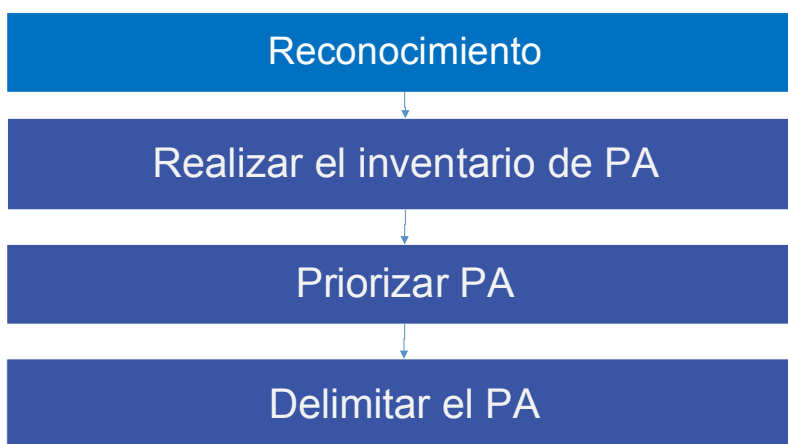 Reconocimiento
Realizar el inventario de PA
Priorizar PA
Delimitar el PA